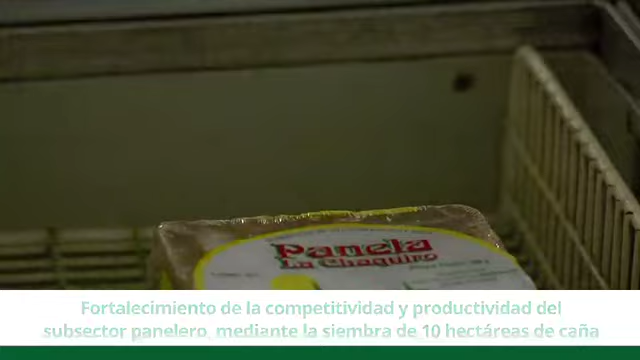 Panela
La Chaquiro
Fortalecimiento de la competitividad y productividad del
subsector panelero, mediante la siembra de 10 hectáreas de caña